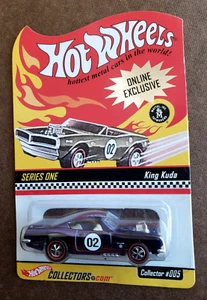 Hot Wheels
hottest metal cars in the world!
ONLINE
EXCLUSIVE
02
SERIES ONE
King Kuda
02
Hot Wheels
COLLECTORS.com
Collector #005